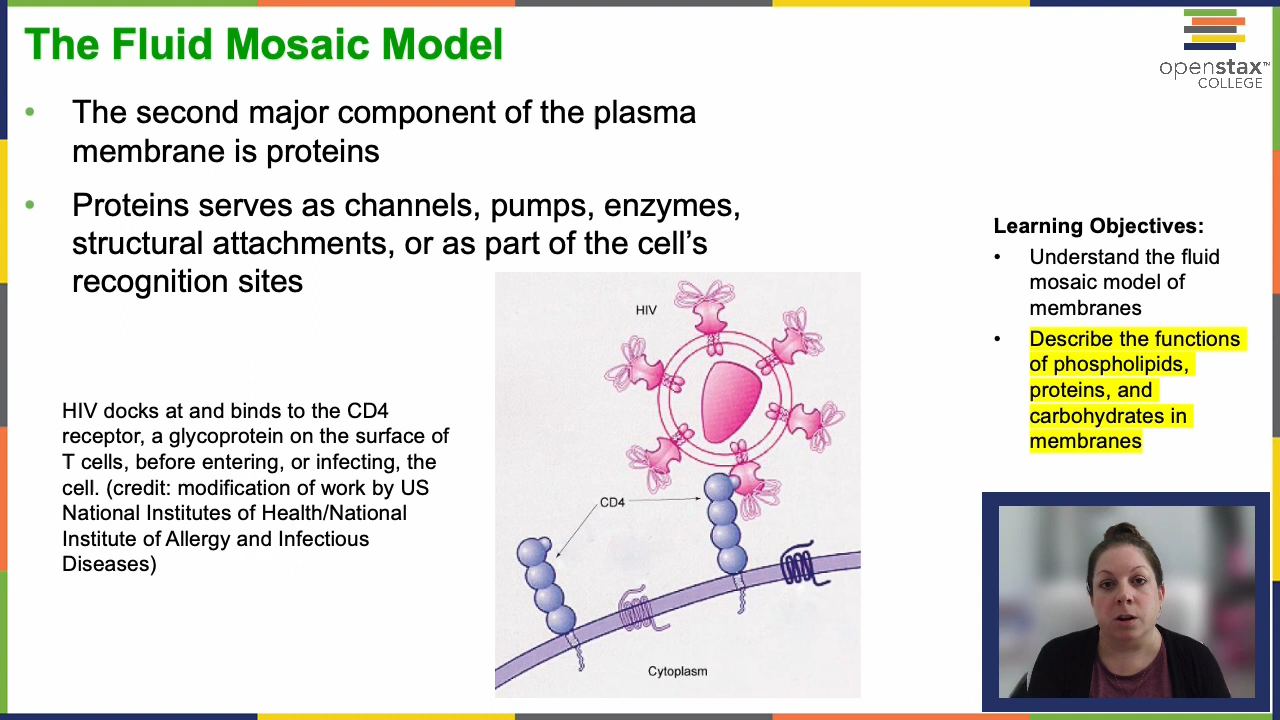 The Fluid Mosaic Model
openstax™
COLLEGE
• The second major component of the plasma
membrane is proteins
• Proteins serves as channels, pumps, enzymes,
structural attachments, or as part of the cell’s
recognition sites
HIV docks at and binds to the CD4
receptor, a glycoprotein on the surface of
T cells, before entering, or infecting, the
cell. (credit: modification of work by US
National Institutes of Health/National
Institute of Allergy and Infectious
Diseases)
HIV
CD4
Cytoplasm
Learning Objectives:
• Understand the fluid
mosaic model of
membranes
• Describe the functions
of phospholipids,
proteins, and
carbohydrates in
membranes